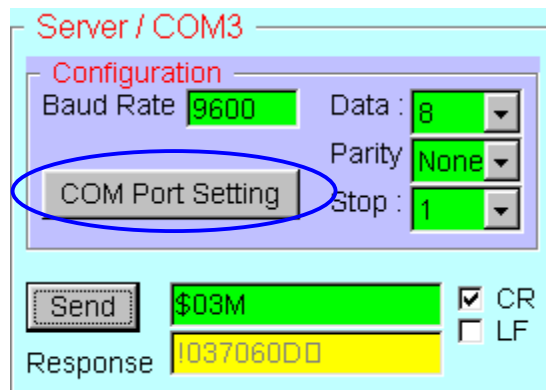 Server / COM3
Configuration
Baud Rate 9600 Data : 8
Parity None
COM Port Setting Stop : 1
Send $03M CR
LF
Response !037060D□